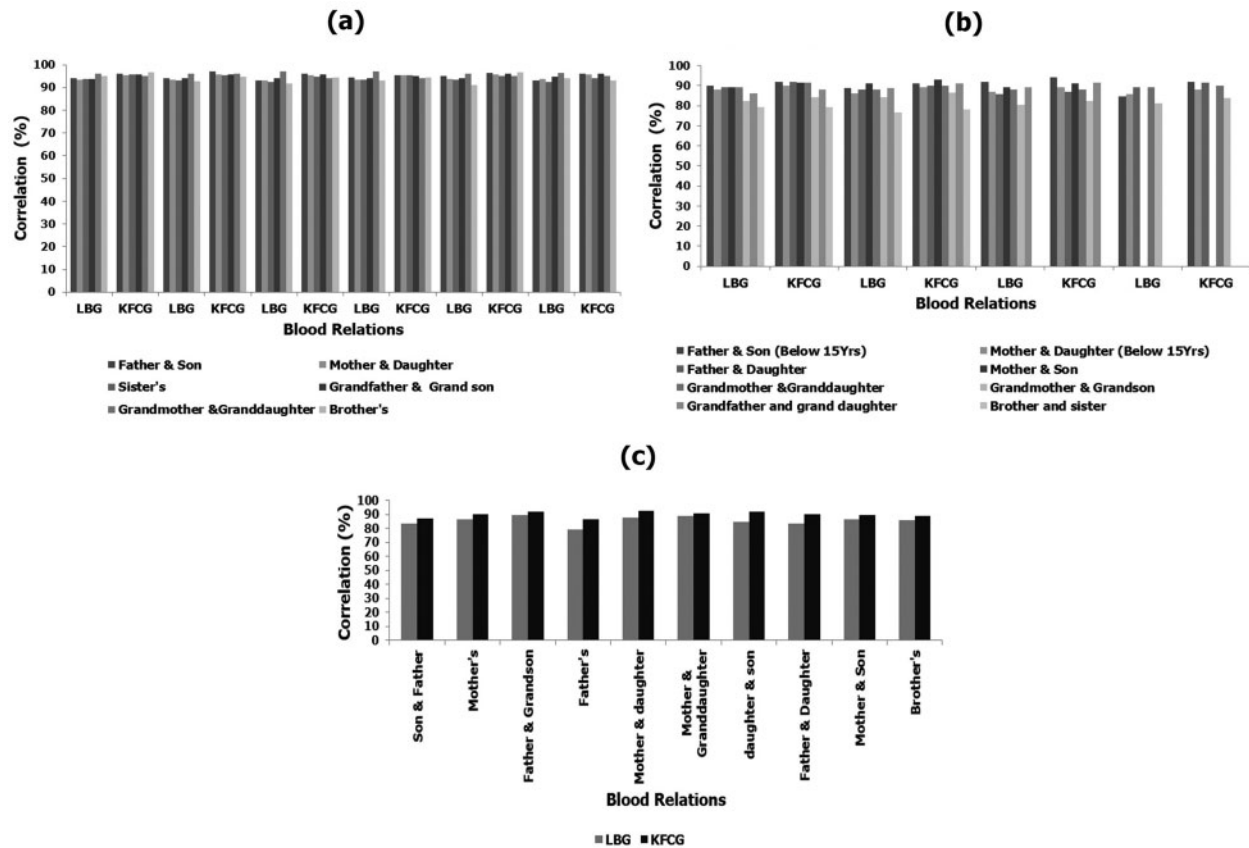 (a)
100
90
80
70
60
50
40
30
20
10
0
Correlation (%)
LBG KFCG LBG KFCG LBG KFCG LBG KFCG LBG KFCG LBG KFCG
Blood Relations
Father & Son
Mother & Daughter
Sister's
Grandfather & Grand son
Grandmother &Granddaughter
Brother's
(b)
100
90
80
70
60
50
40
30
20
10
0
Correlation (%)
LBG KFCG LBG KFCG LBG KFCG LBG KFCG
Blood Relations
Father & Son (Below 15Yrs)
Mother & Daughter (Below 15Yrs)
Father & Daughter
Mother & Son
Grandmother &Granddaughter
Grandmother & Grandson
Grandfather and grand daughter
Brother and sister
(c)
100
90
80
70
60
50
40
30
20
10
0
Correlation (%)
Son & Father
Mother's
Father & Grandson
Father's
Mother & daughter
Mother &
Granddaughter
daughter & son
Father & Daughter
Mother & Son
Brother's
Blood Relations
LBG KFCG